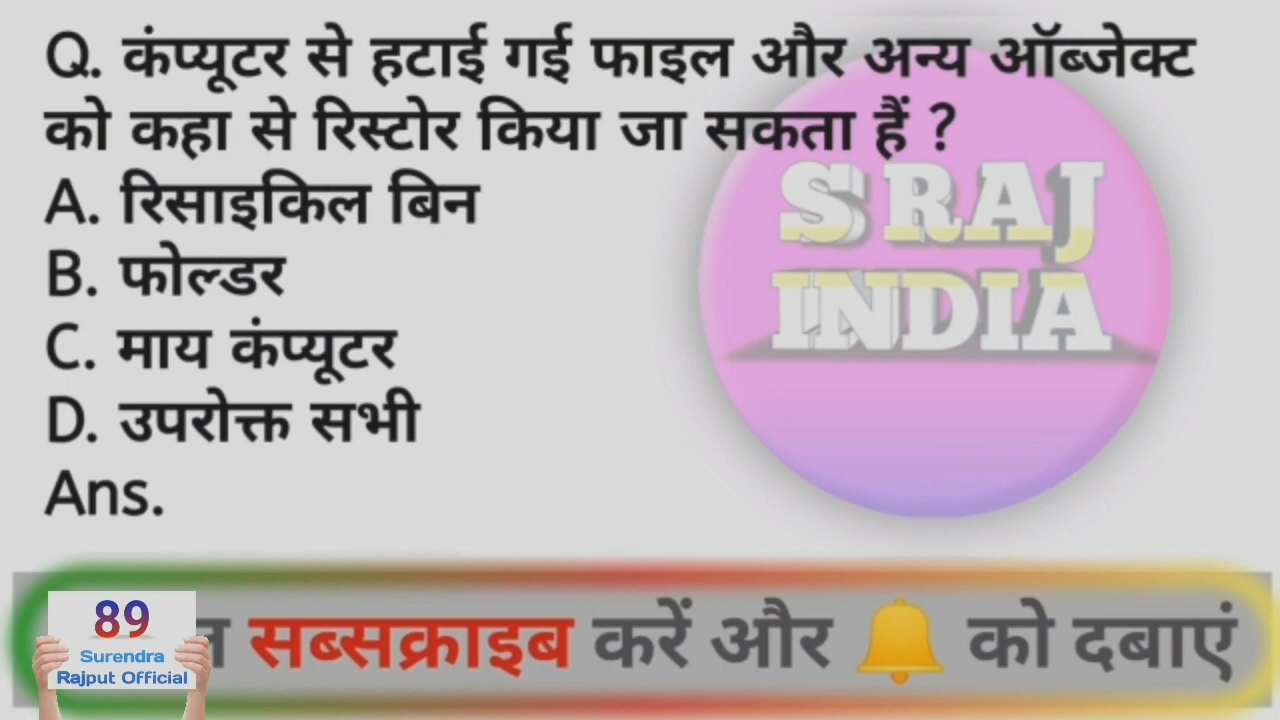 Q. कंप्यूटर से हटाई गई फाइल और अन्य ऑब्जेक्ट
को कहा से रिस्टोर किया जा सकता हैं ?
A. रिसाइकिल बिन
B. फोल्डर
C. माय कंप्यूटर
D. उपरोक्त सभी
Ans.
S RAJ
INDIA
सब्सक्राइब करें और 🔔 को दबाएं
89
Surendra
Rajput Official